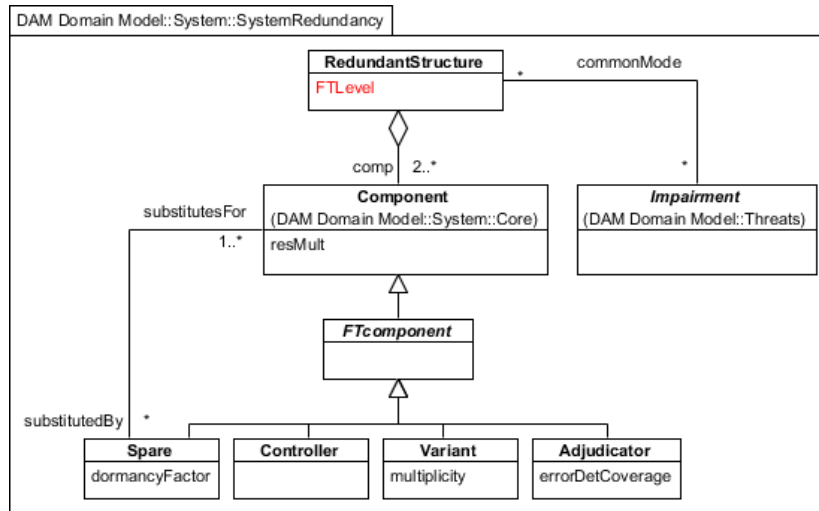 DAM Domain Model::System::SystemRedundancy
RedundantStructure
FTLevel
*
commonMode
comp
2..*
*
substitutesFor
1..*
Component
(DAM Domain Model::System::Core)
resMult
Impairment
(DAM Domain Model::Threats)
FTcomponent
substitutedBy
*
Spare
dormancyFactor
Controller
Variant
multiplicity
Adjudicator
errorDetCoverage